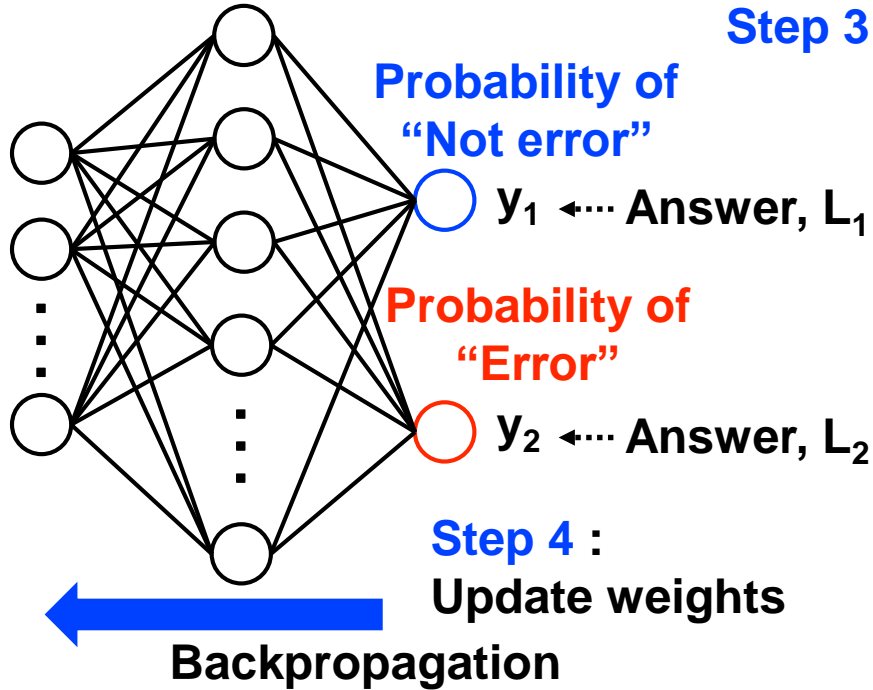 Step 3
Probability of
“Not error”
y₁ Answer, L₁
Probability of
“Error”
y₂ Answer, L₂
Step 4 :
Update weights
Backpropagation